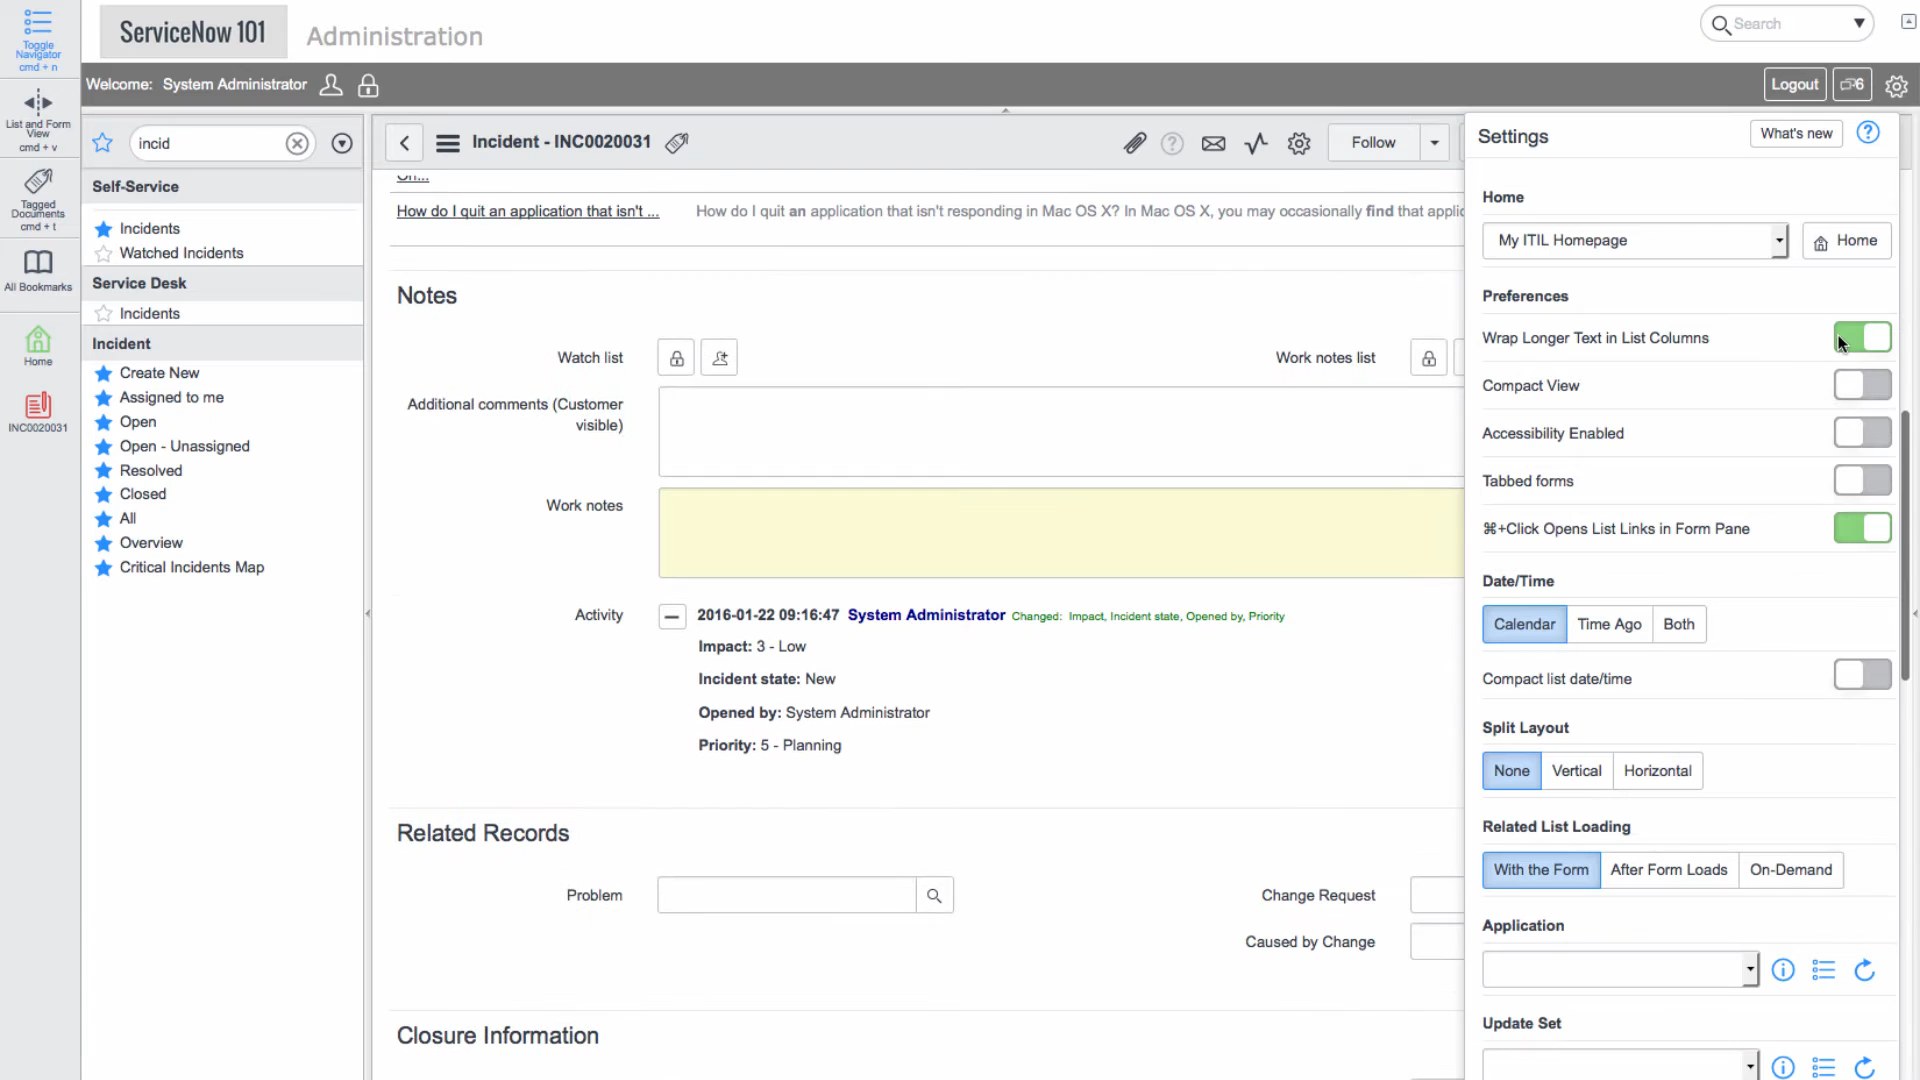 Toggle
Navigator
cmd + n
ServiceNow 101
Administration
Search
Welcome: System Administrator
Logout
6
List and Form
View
cmd + v
Tagged
Documents
cmd + t
All Bookmarks
Home
INC0020031
incid
Self-Service
Incidents
Watched Incidents
Service Desk
Incidents
Incident
Create New
Assigned to me
Open
Open - Unassigned
Resolved
Closed
All
Overview
Critical Incidents Map
Incident - INC0020031
Follow
How do I quit an application that isn't ...
How do I quit an application that isn't responding in Mac OS X? In Mac OS X, you may occasionally find that
Notes
Watch list
Work notes list
Additional comments (Customer
visible)
Work notes
Activity
2016-01-22 09:16:47 System Administrator Changed: Impact, Incident state, Opened by, Priority
Impact: 3 - Low
Incident state: New
Opened by: System Administrator
Priority: 5 - Planning
Related Records
Problem
Change Request
Caused by Change
Closure Information
Settings
What's new
Home
My ITIL Homepage
Home
Preferences
Wrap Longer Text in List Columns
Compact View
Accessibility Enabled
Tabbed forms
⌘+Click Opens List Links in Form Pane
Date/Time
Calendar
Time Ago
Both
Compact list date/time
Split Layout
None
Vertical
Horizontal
Related List Loading
With the Form
After Form Loads
On-Demand
Application
Update Set